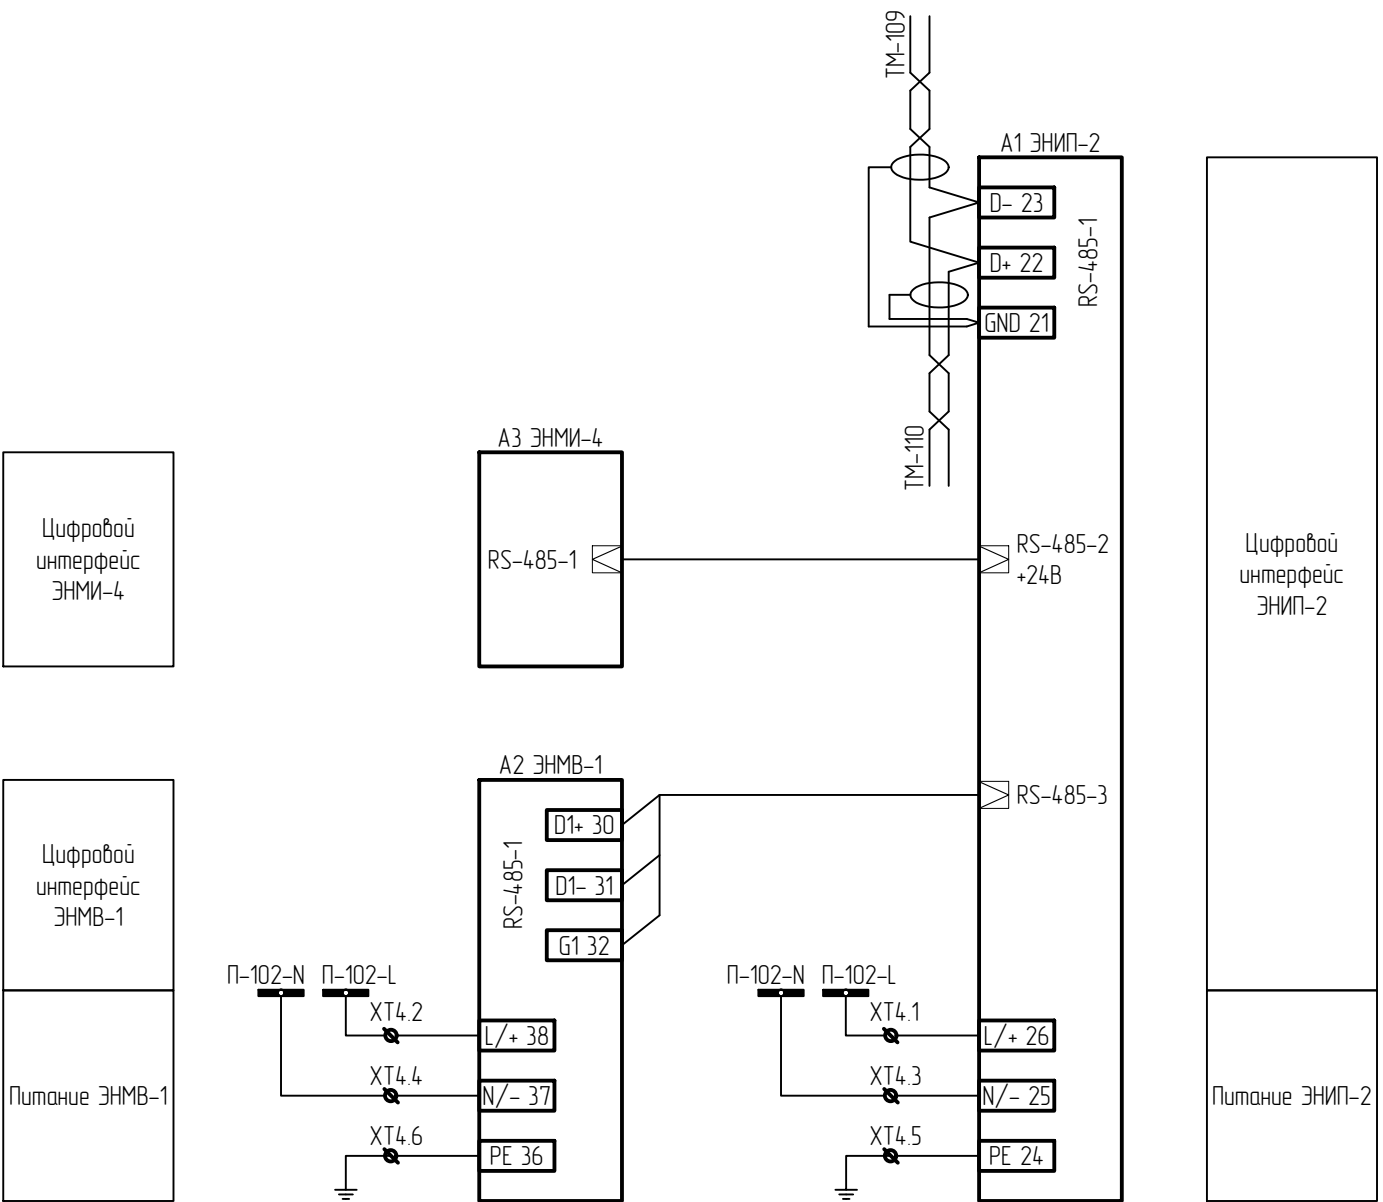 ТМ-109
А1 ЭНИП-2
D- 23
D+ 22
GND 21
RS-485-1
ТМ-110
А3 ЭНМИ-4
RS-485-1
RS-485-2
+24В
Цифровой
интерфейс
ЭНМИ-4
Цифровой
интерфейс
ЭНИП-2
А2 ЭНМВ-1
D1+ 30
D1- 31
G1 32
RS-485-1
RS-485-3
Цифровой
интерфейс
ЭНМВ-1
П-102-N П-102-L
XT4.2
L/+ 38
XT4.4
N/- 37
XT4.6
PE 36
Питание ЭНМВ-1
П-102-N П-102-L
XT4.1
L/+ 26
XT4.3
N/- 25
XT4.5
PE 24
Питание ЭНИП-2